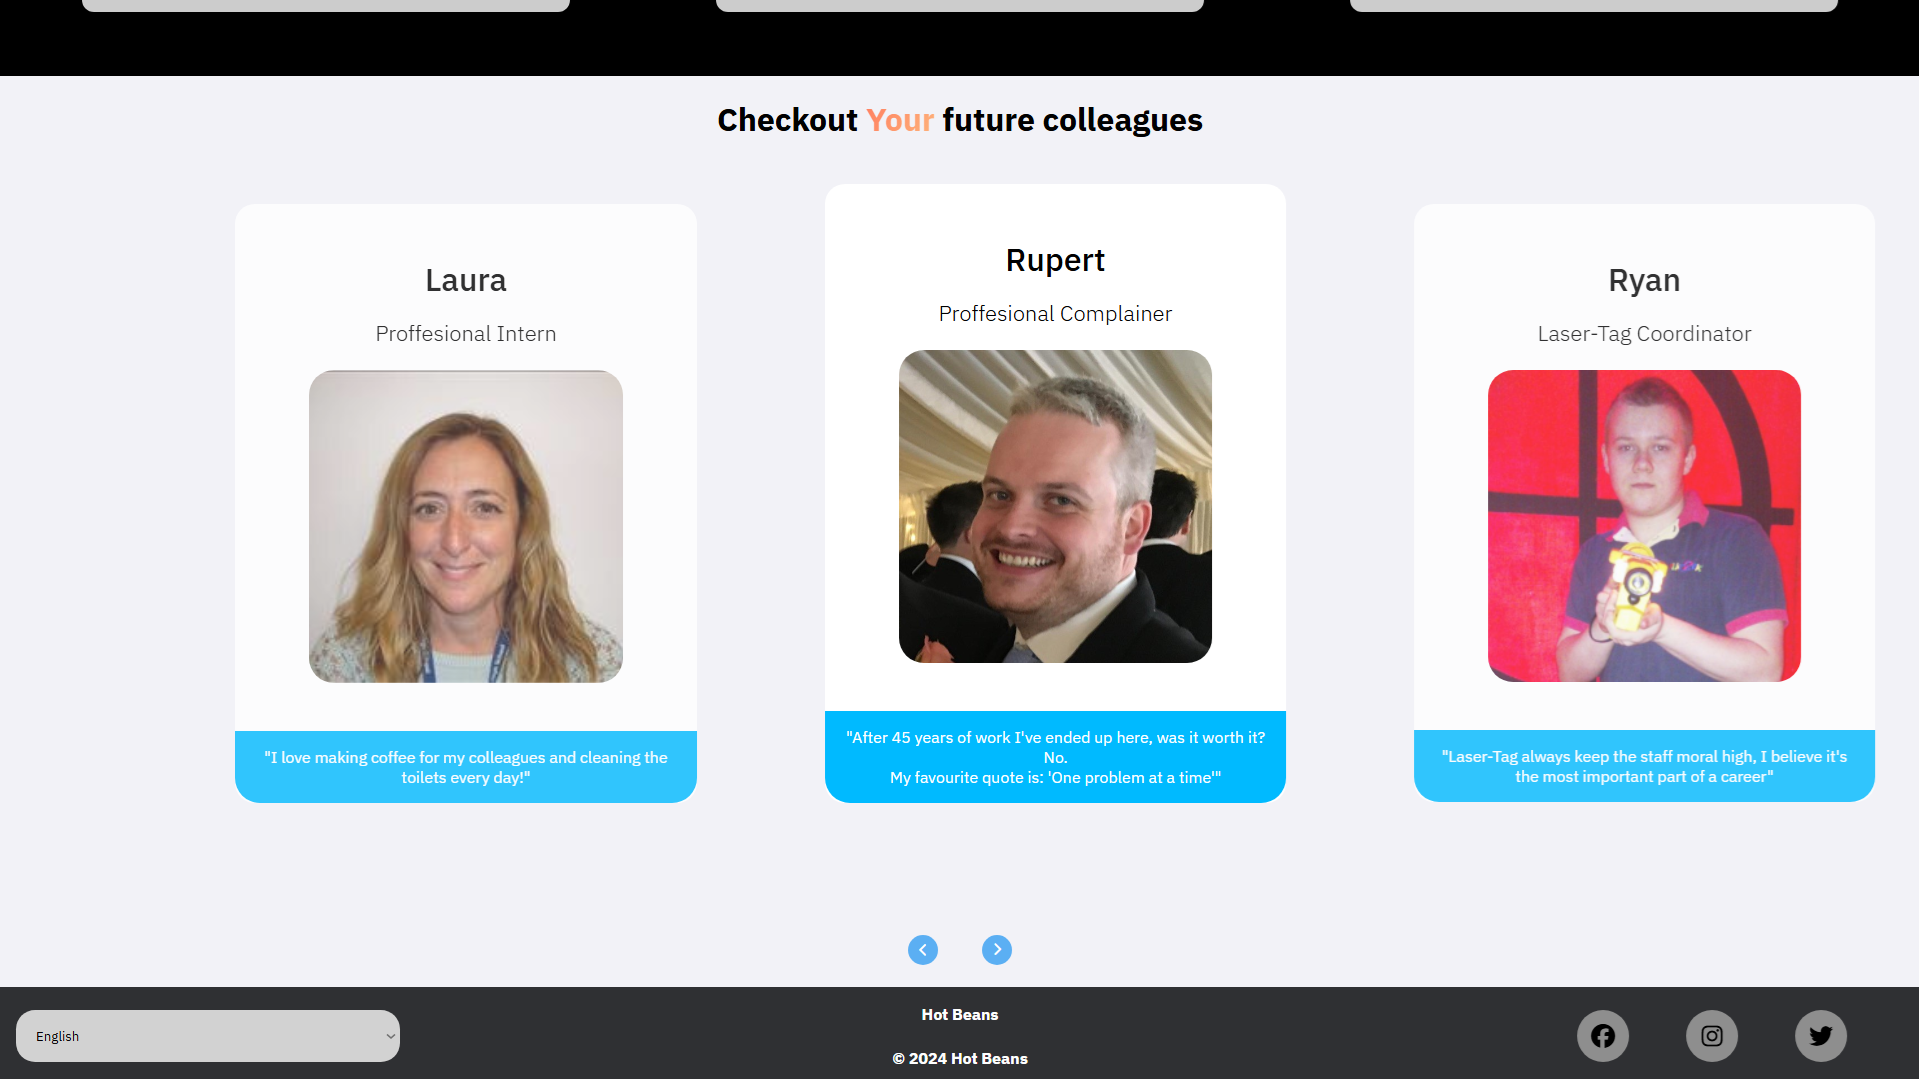 Checkout Your future colleagues
Laura
Proffesional Intern
"I love making coffee for my colleagues and cleaning the
toilets every day!"
Rupert
Proffesional Complainer
"After 45 years of work I've ended up here, was it worth it?
No.
My favourite quote is: 'One problem at a time'"
Ryan
Laser-Tag Coordinator
"Laser-Tag always keep the staff moral high, I believe it's
the most important part of a career"
English
Hot Beans
© 2024 Hot Beans